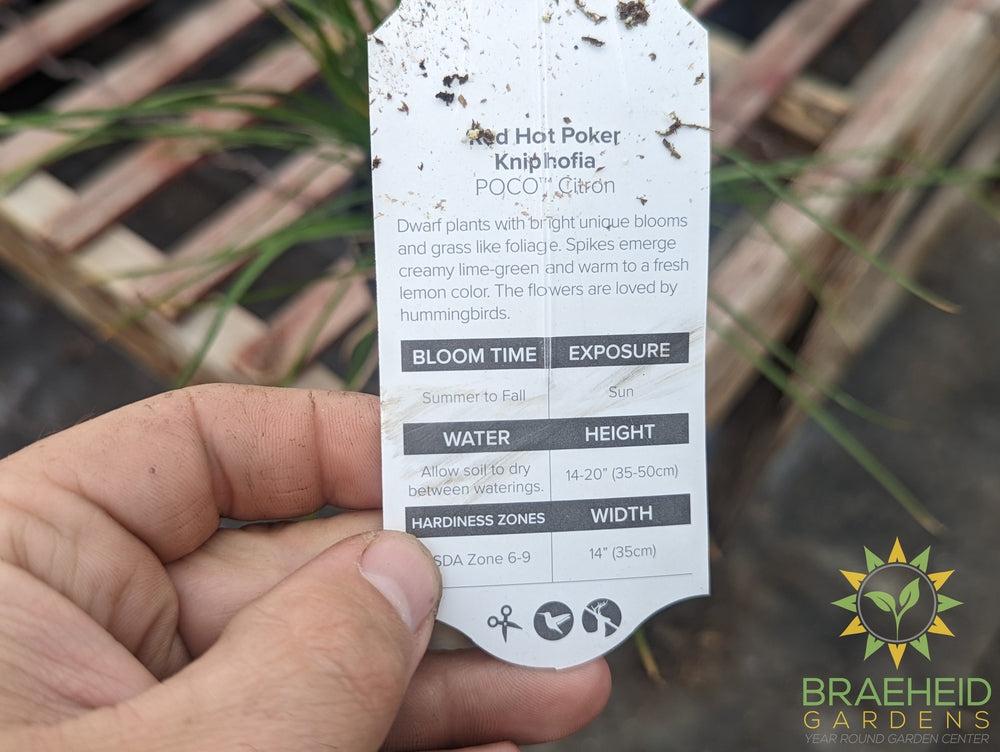 Red Hot Poker
Kniphofia
POCO™ Citron
Dwarf plants with bright unique blooms
and grass like foliage. Spikes emerge
creamy lime-green and warm to a fresh
lemon color. The flowers are loved by
hummingbirds.
BLOOM TIME EXPOSURE
Summer to Fall Sun
WATER HEIGHT
Allow soil to dry
between waterings. 14-20” (35-50cm)
HARDINESS ZONES WIDTH
SDA Zone 6-9 14” (35cm)
BRAEHEID
GARDENS
YEAR ROUND GARDEN CENTER